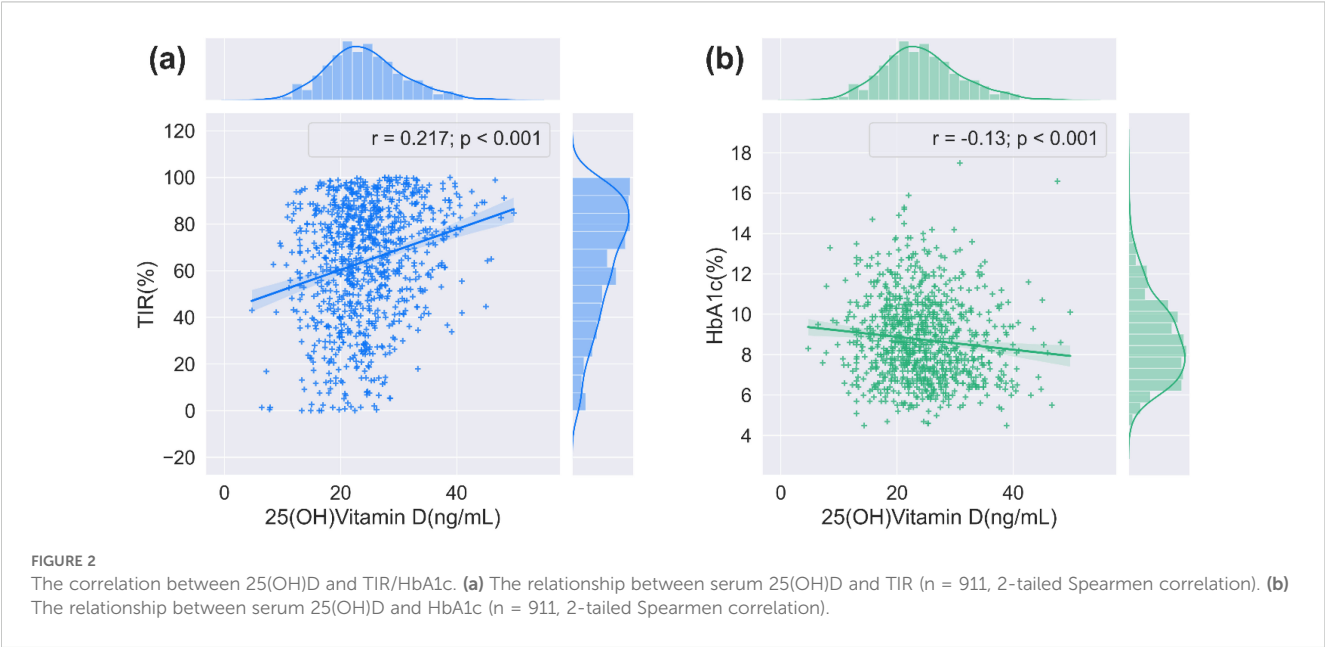 (a)
r = 0.217; p < 0.001
120
100
80
60
40
20
0
−20
TIR(%)
0 20 40
25(OH)Vitamin D(ng/mL)
(b)
r = -0.13; p < 0.001
18
16
14
12
10
8
6
4
HbA1c(%)
0 20 40
25(OH)Vitamin D(ng/mL)
FIGURE 2
The correlation between 25(OH)D and TIR/HbA1c. (a) The relationship between serum 25(OH)D and TIR (n = 911, 2-tailed Spearmen correlation). (b)
The relationship between serum 25(OH)D and HbA1c (n = 911, 2-tailed Spearmen correlation).